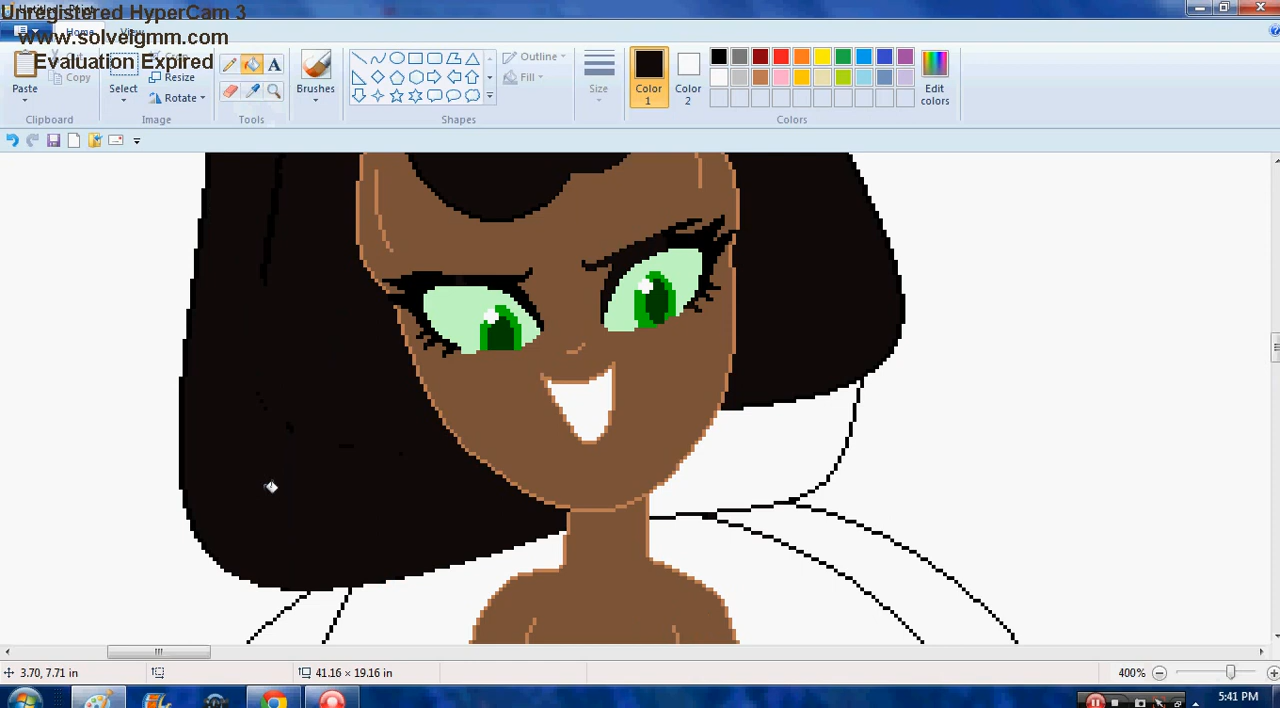 Unregistered HyperCam 3
www.solveigmm.com
Evaluation Expired
Home
View
Paste
Copy
Select
Resize
Rotate
Brushes
Outline
Fill
Size
Color 1
Color 2
Edit colors
Clipboard
Image
Tools
Shapes
Colors
3.70, 7.71 in
41.16 × 19.16 in
400%
5:41 PM